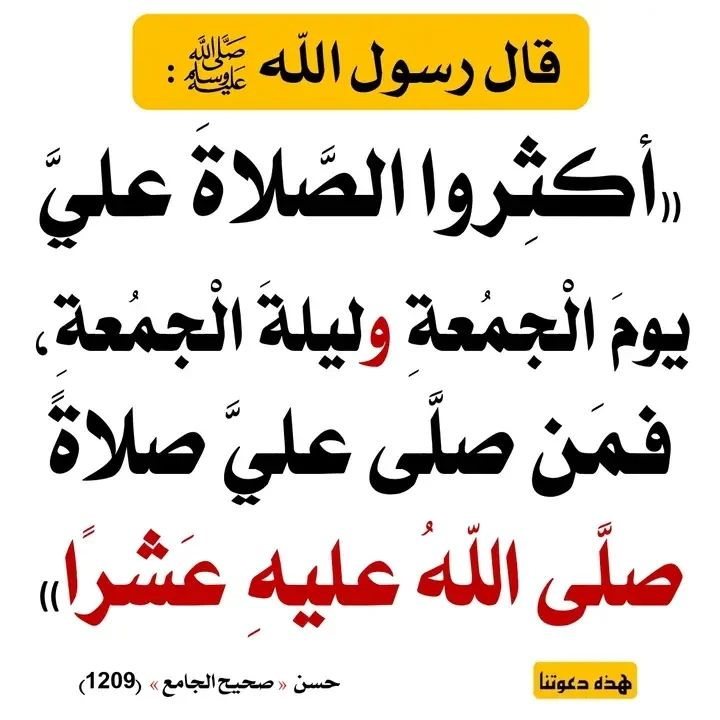 قال رسول الله ﷺ :
((أكثِروا الصَّلاةَ عليَّ
يومَ الْجمُعةِ وليلةَ الْجمُعةِ،
فمَن صلَّى عليَّ صلاةً
صلَّى اللّهُ عليهِ عَشرًا))
حسن « صحيح الجامع » (1209)
هذه دعوتنا